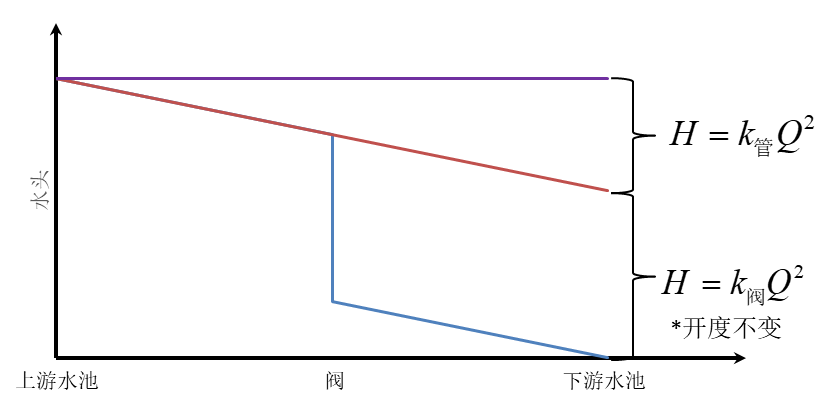 H = k管Q²
水头
H = k阀Q²
*开度不变
上游水池
阀
下游水池